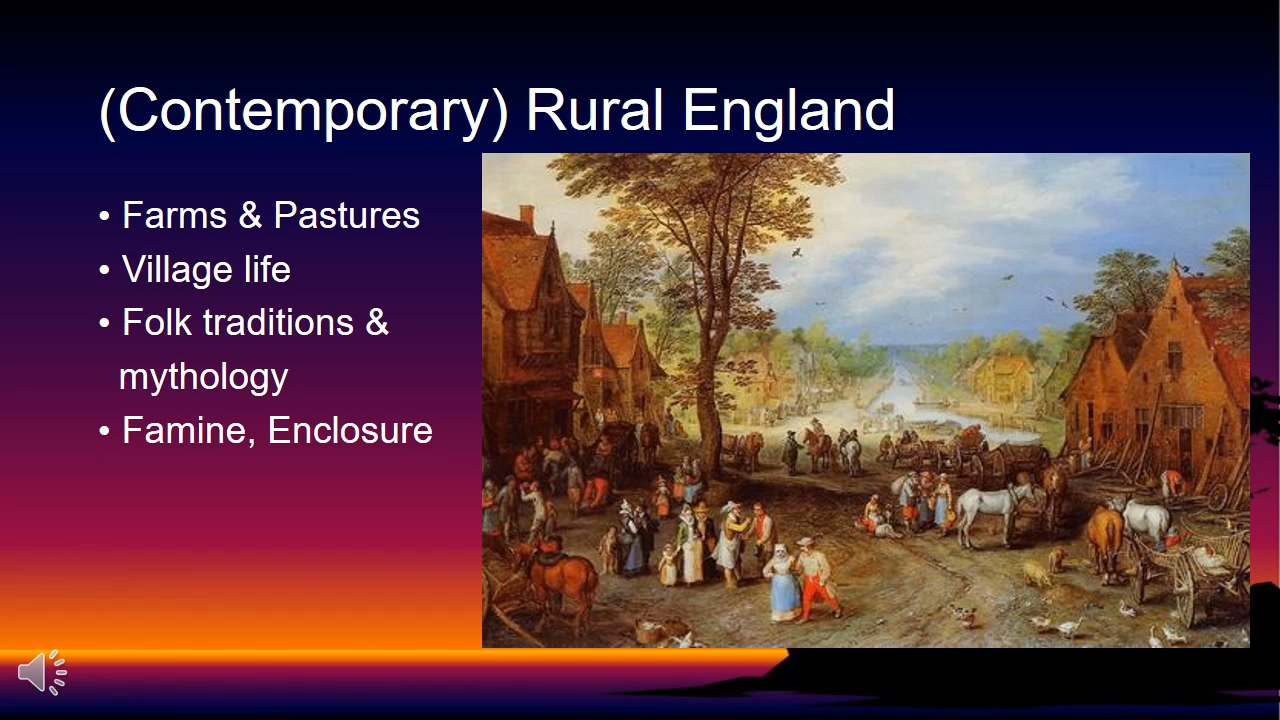 (Contemporary) Rural England
• Farms & Pastures
• Village life
• Folk traditions &
mythology
• Famine, Enclosure